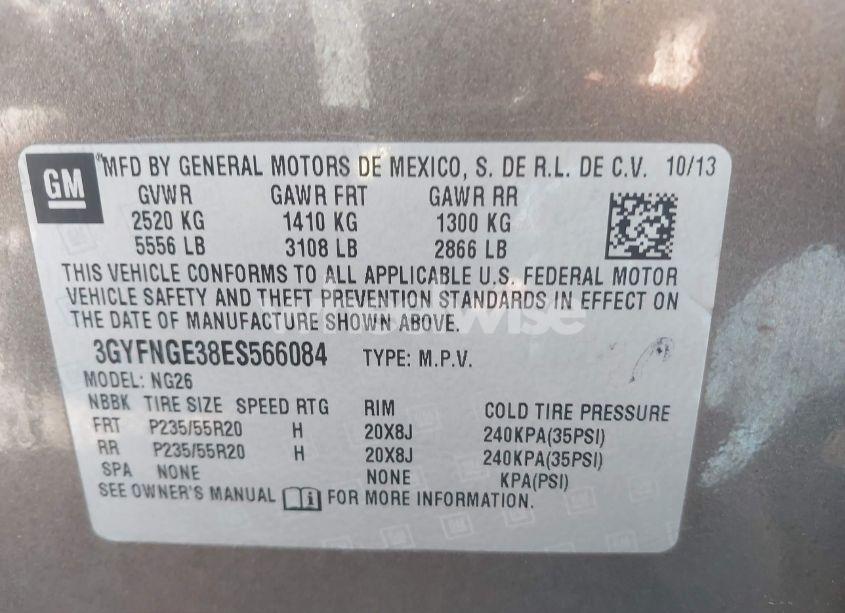 GM MFD BY GENERAL MOTORS DE MEXICO, S. DE R.L. DE C.V. 10/13
GVWR GAWR FRT GAWR RR
2520 KG 1410 KG 1300 KG
5556 LB 3108 LB 2866 LB
THIS VEHICLE CONFORMS TO ALL APPLICABLE U.S. FEDERAL MOTOR
VEHICLE SAFETY AND THEFT PREVENTION STANDARDS IN EFFECT ON
THE DATE OF MANUFACTURE SHOWN ABOVE.
3GYFNGE38ES566084 TYPE: M.P.V.
MODEL: NG26
NBBK TIRE SIZE SPEED RTG RIM COLD TIRE PRESSURE
FRT P235/55R20 H 20X8J 240KPA(35PSI)
RR P235/55R20 H 20X8J 240KPA(35PSI)
SPA NONE NONE KPA(PSI)
SEE OWNER'S MANUAL i FOR MORE INFORMATION.